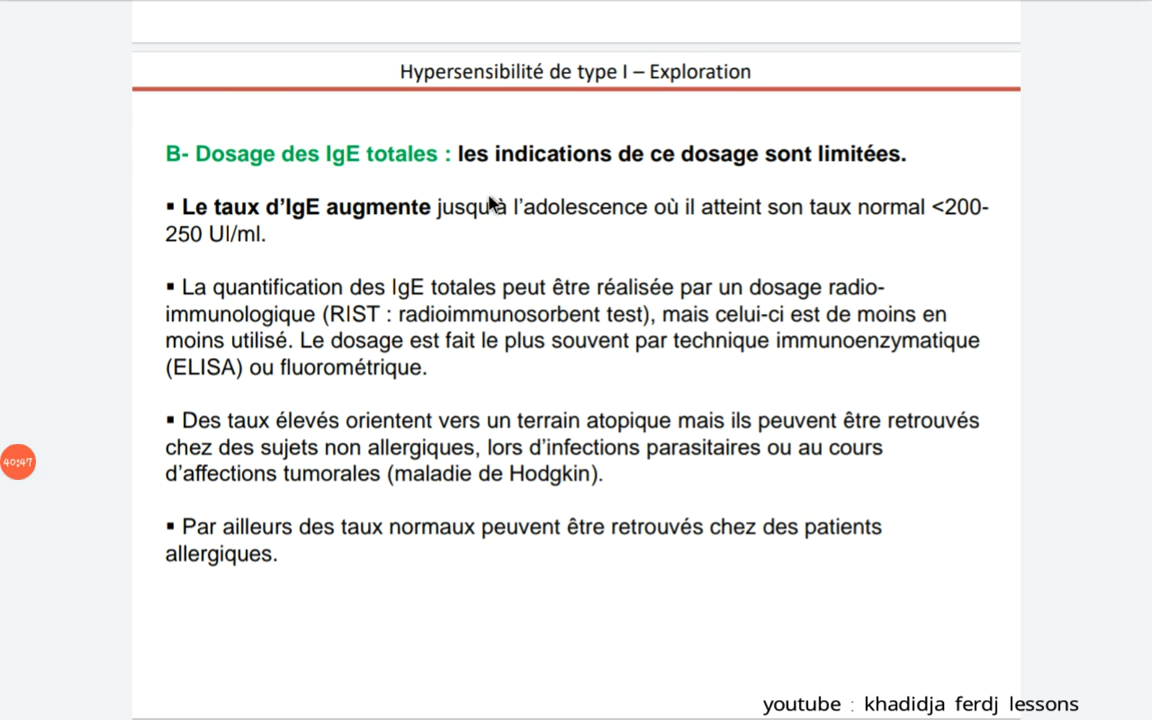 Hypersensibilité de type I – Exploration
B- Dosage des IgE totales : les indications de ce dosage sont limitées.
▪ Le taux d’IgE augmente jusqu’à l’adolescence où il atteint son taux normal <200-
250 UI/ml.
▪ La quantification des IgE totales peut être réalisée par un dosage radio-
immunologique (RIST : radioimmunosorbent test), mais celui-ci est de moins en
moins utilisé. Le dosage est fait le plus souvent par technique immunoenzymatique
(ELISA) ou fluorométrique.
▪ Des taux élevés orientent vers un terrain atopique mais ils peuvent être retrouvés
chez des sujets non allergiques, lors d’infections parasitaires ou au cours
40:47
d’affections tumorales (maladie de Hodgkin).
▪ Par ailleurs des taux normaux peuvent être retrouvés chez des patients
allergiques.
youtube : khadidja ferdj lessons